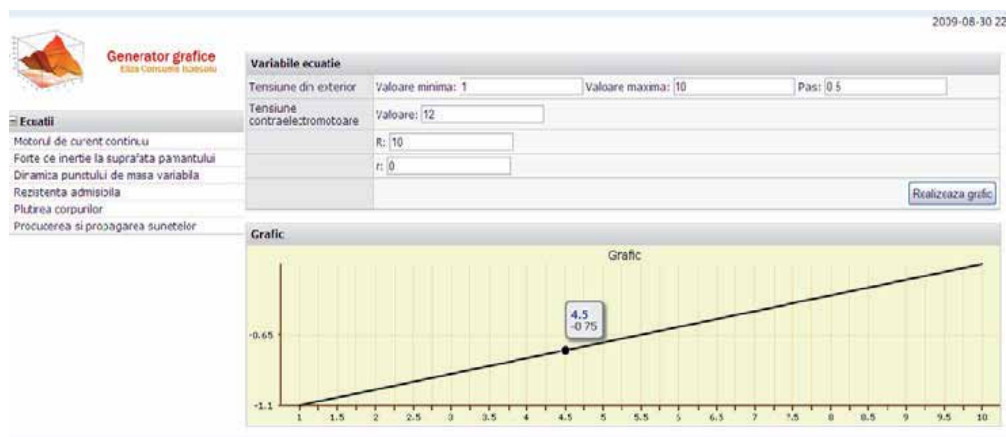 2009-08-30 22
Generator grafice
Variabile ecuatie
Tensiune din exterior Valoare minima: 1 Valoare maxima: 10 Pas: 0.5
Tensiune
contraelectromotoare Valoare: 12
R: 10
r: 0
Realizeaza grafic
Ecuatii
Motorul de curent continuu
Forte de inertie la suprafata pamantului
Dinamica punctului de masa variabila
Rezistenta admisibila
Plutirea corpurilor
Producerea si propagarea sunetelor
Grafic
Grafic
4.5
-0.75
-0.65
-1.1
1 1.5 2 2.5 3 3.5 4 4.5 5 5.5 6 6.5 7 7.5 8 8.5 9 9.5 10